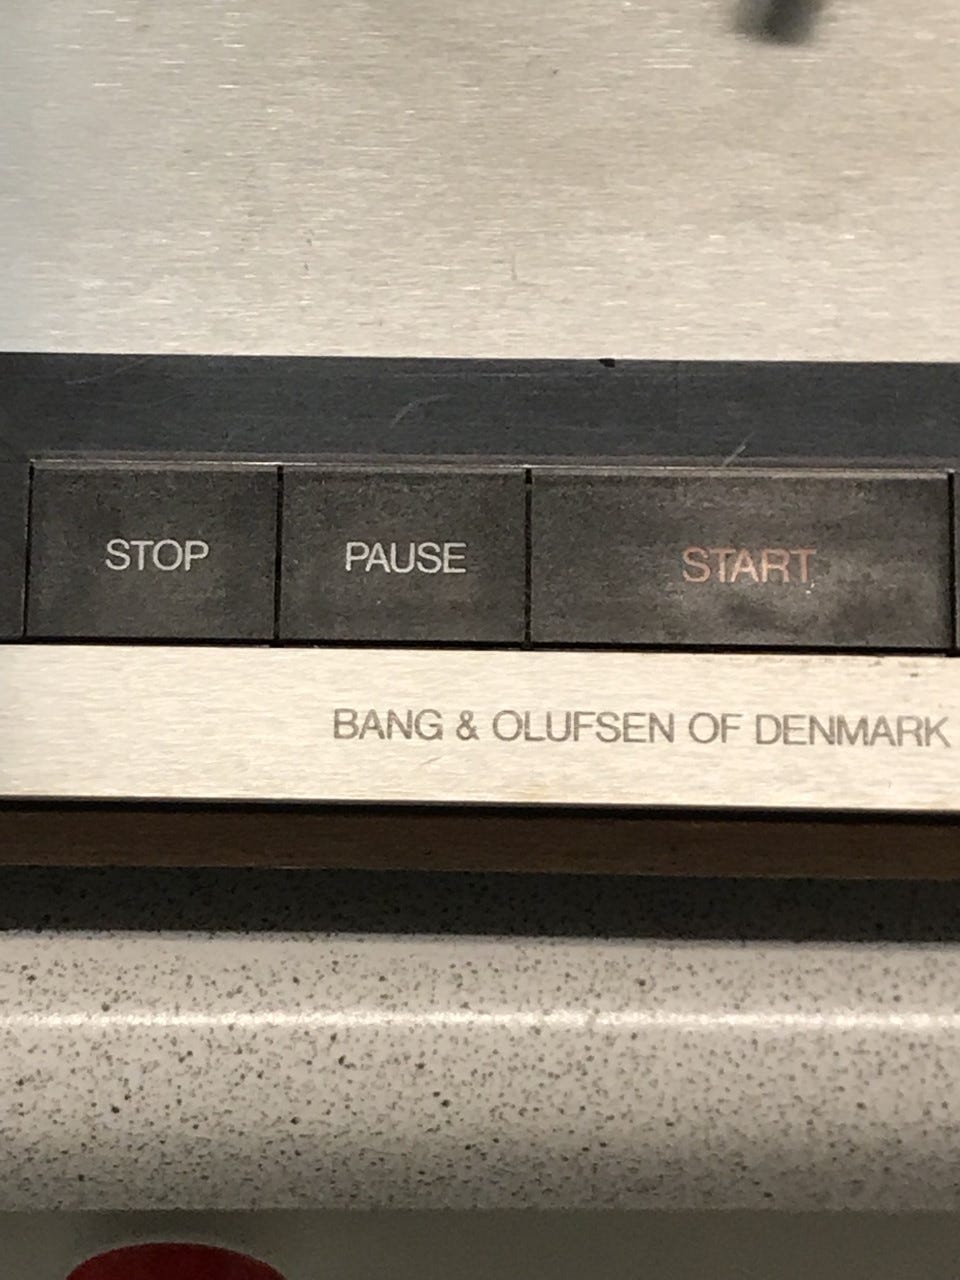 STOP PAUSE START
BANG & OLUFSEN OF DENMARK